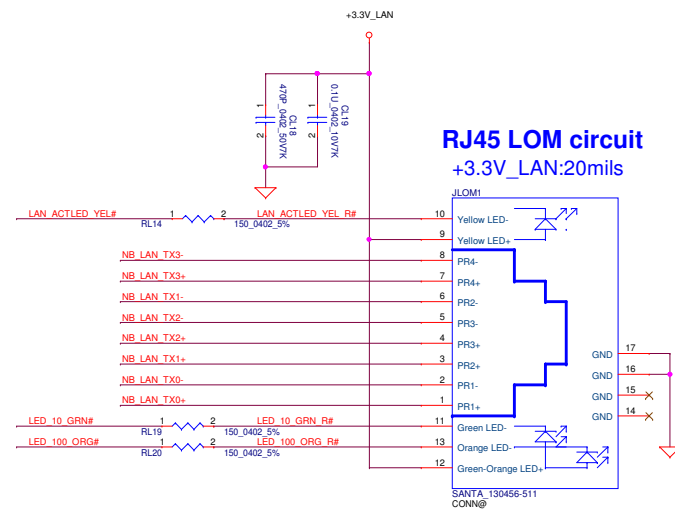 +3.3V_LAN
1
2
CL18
470P_0402_50V7K
1
2
CL19
0.1U_0402_10V7K
RJ45 LOM circuit
+3.3V_LAN:20mils
JLOM1
LAN_ACTLED_YEL# 1 2 LAN_ACTLED_YEL_R# 10 Yellow LED-
RL14 150_0402_5%
9 Yellow LED+
NB_LAN_TX3- 8 PR4-
NB_LAN_TX3+ 7 PR4+
NB_LAN_TX1- 6 PR2-
NB_LAN_TX2- 5 PR3-
NB_LAN_TX2+ 4 PR3+
NB_LAN_TX1+ 3 PR2+
NB_LAN_TX0- 2 PR1-
NB_LAN_TX0+ 1 PR1+
GND 17
GND 16
GND 15
GND 14
LED_10_GRN# 1 2 LED_10_GRN_R# 11 Green LED-
RL19 150_0402_5%
LED_100_ORG# 1 2 LED_100_ORG_R# 13 Orange LED-
RL20 150_0402_5%
12 Green-Orange LED+
SANTA_130456-511
CONN@